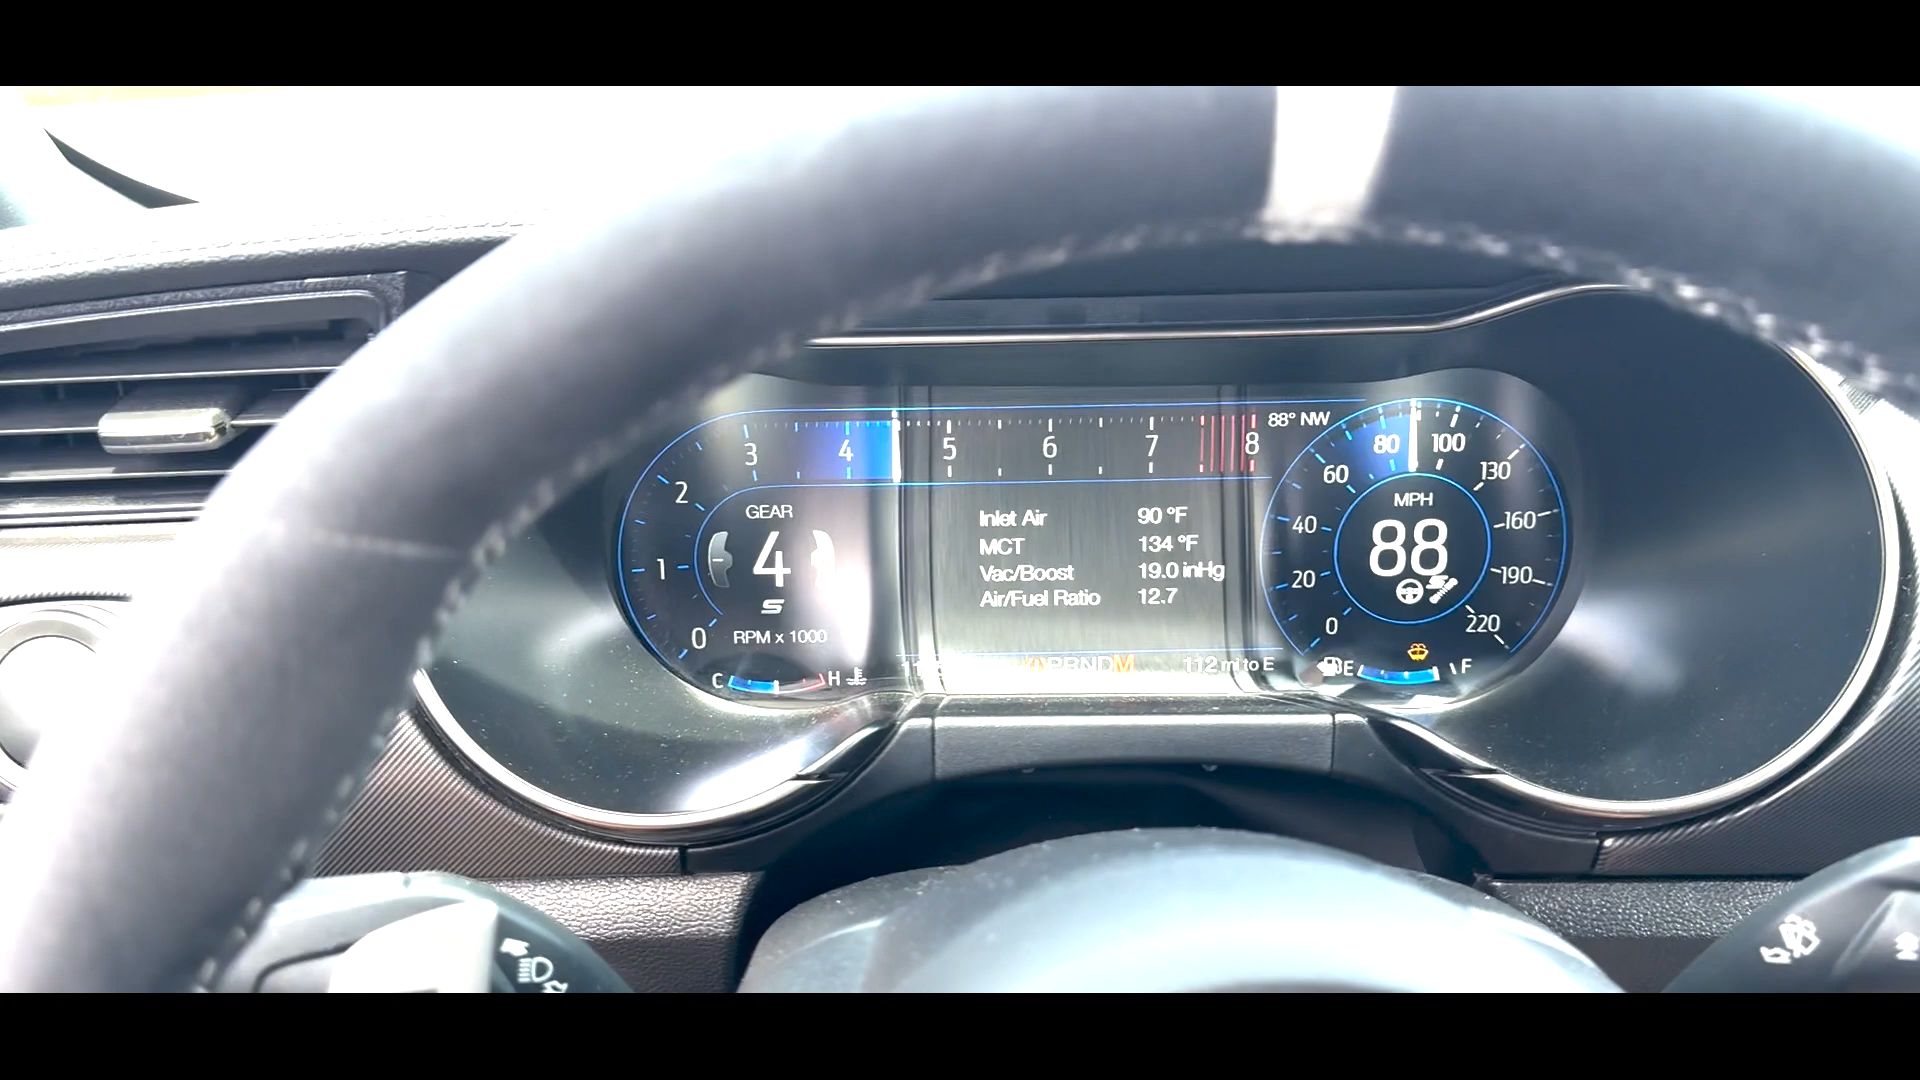 88° NW
3 4 5 6 7 8
2
1
0
GEAR
4
S
RPM x 1000
C H
Inlet Air 90 °F
MCT 134 °F
Vac/Boost 19.0 inHg
Air/Fuel Ratio 12.7
PRNDM
112 mi to E
0 20 40 60 80 100 130 160 190 220
MPH
88
E F